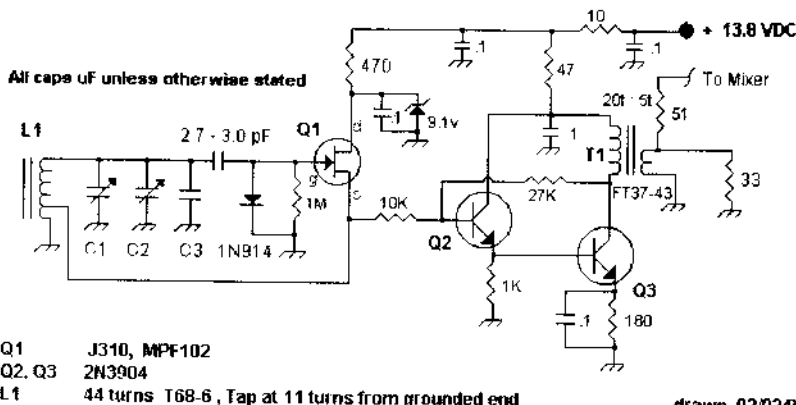 10
+ 13.8 VDC
.1
.1
470
47
All caps uF unless otherwise stated
To Mixer
20t : 5t
51
L1
2.7 - 3.0 pF
Q1
d
.1
9.1v
.1
T1
g
s
1M
10K
27K
FT37-43
33
C1
C2
C3
1N914
Q2
1K
Q3
.1
180
Q1 J310, MPF102
Q2, Q3 2N3904
L1 44 turns T68-6 , Tap at 11 turns from grounded end
drawn